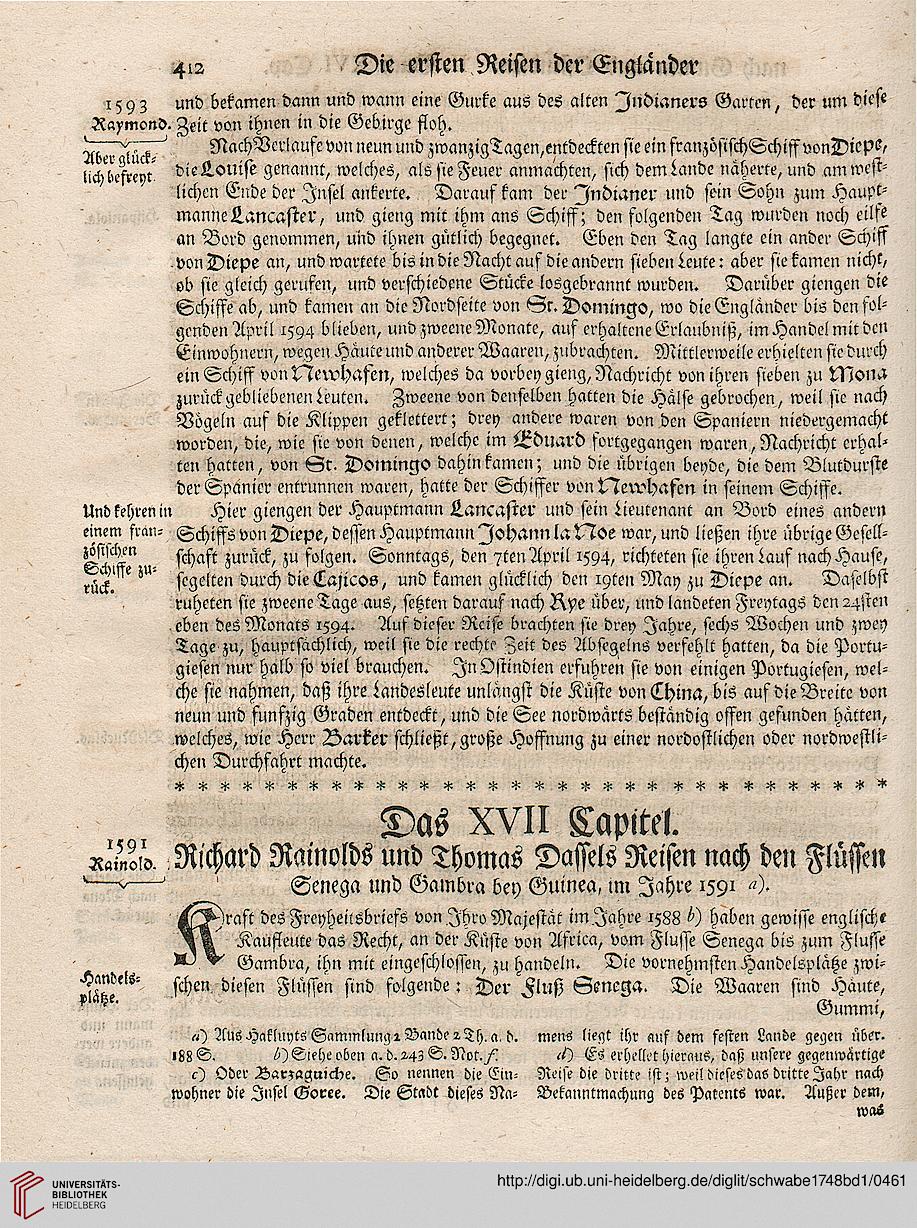 412 Die ersten Reisen der Engländer
1593
Raymond.
und bekamen dann und wann eine Gurke aus des alten Indianers Garten, der um diese
Zeit von ihnen in die Gebirge floh.
Aber glück-
lich befreyt.
Nach Verlaufe von neun und zwanzig Tagen, entdeckten sie ein französisch Schiff von Diepe,
die Louise genannt, welches, als sie Feuer anmachten, sich dem Lande näherte, und am west-
lichen Ende der Insel ankerte. Darauf kam der Indianer und sein Sohn zum Haupt-
manne Lancaster, und gieng mit ihm ans Schiff; den folgenden Tag wurden noch eilfe
an Bord genommen, und ihnen gütlich begegnet. Eben den Tag langte ein ander Schiff
von Diepe an, und wartete bis in die Nacht auf die andern sieben Leute: aber sie kamen nicht,
ob sie gleich gerufen, und verschiedene Stücke losgebrannt wurden. Darüber giengen die
Schiffe ab, und kamen an die Nordseite von St. Domingo, wo die Engländer bis den fol-
genden April 1594 blieben, und zweene Monate, auf erhaltene Erlaubniß, im Handel mit den
Einwohnern, wegen Häute und anderer Waaren, zubrachten. Mittlerweile erhielten sie durch
ein Schiff von Newhafen, welches da vorbey gieng, Nachricht von ihren sieben zu Mona
zurück gebliebenen Leuten. Zweene von denselben hatten die Hälse gebrochen, weil sie nach
Vögeln auf die Klippen geklettert; drey andere waren von den Spaniern niedergemacht
worden, die, wie sie von denen, welche im Eduard fortgegangen waren, Nachricht erhal-
ten hatten, von St. Domingo dahin kamen; und die übrigen beyde, die dem Blutdurste
der Spanier entrunnen waren, hatte der Schiffer von Newhafen in seinem Schiffe.
Und kehren in
einem fran-
zösischen
Schiffe zu-
rück.
Hier giengen der Hauptmann Lancaster und sein Lieutenant an Bord eines andern
Schiffs von Diepe, dessen Hauptmann Johann la Noe war, und ließen ihre übrige Gesell-
schaft zurück, zu folgen. Sonntags, den 7ten April 1594, richteten sie ihren Lauf nach Hause,
segelten durch die Cajicos, und kamen glücklich den 19ten May zu Diepe an. Daselbst
ruheten sie zweene Tage aus, setzten darauf nach Rye über, und landeten Freytags den 24sten
eben des Monats 1594. Auf dieser Reise brachten sie drey Jahre, sechs Wochen und zwey
Tage zu, hauptsächlich, weil sie die rechte Zeit des Absegelns verfehlt hatten, da die Portu-
giesen nur halb so viel brauchen. In Ostindien erfuhren sie von einigen Portugiesen, wel-
che sie nahmen, daß ihre Landesleute unlängst die Küste von China, bis auf die Breite von
neun und funfzig Graden entdeckt, und die See nordwärts beständig offen gefunden hätten,
welches, wie Herr Barker schließt, große Hoffnung zu einer nordostlichen oder nordwestli-
chen Durchfahrt machte.
* * * * * * * * * * * * * * * * * * * * * * * * * * * * * * * *
Das XVII Capitel.
1591
Rainold.
Richard Rainolds und Thomas Dassels Reisen nach den Flüssen
Senega und Gambra bey Guinea, im Jahre 1591 a).
Kraft des Freyheitsbriefs von Ihro Majestät im Jahre 1588 b) haben gewisse englische
Kaufleute das Recht, an der Küste von Africa, vom Flusse Senega bis zum Flusse
Gambra, ihn mit eingeschlossen, zu handeln. Die vornehmsten Handelsplätze zwi-
Handels-
plätze.
schen diesen Flüssen sind folgende: Der Fluß Senega. Die Waaren sind Häute,
Gummi,
a) Aus Hakluyts Sammlung 2 Bande 2 Th. a. d.
188 S. b) Siehe oben a. d. 243 S. Not. f.
c) Oder Barzaguiche. So nennen die Ein-
wohner die Insel Goree. Die Stadt dieses Na-
mens liegt ihr auf dem festen Lande gegen über.
d) Es erhellet hieraus, daß unsere gegenwärtige
Reise die dritte ist; weil dieses das dritte Jahr nach
Bekanntmachung des Patents war. Außer dem,
was
UNIVERSITÄTS-
BIBLIOTHEK
HEIDELBERG
http://digi.ub.uni-heidelberg.de/diglit/schwabe1748bd1/0461